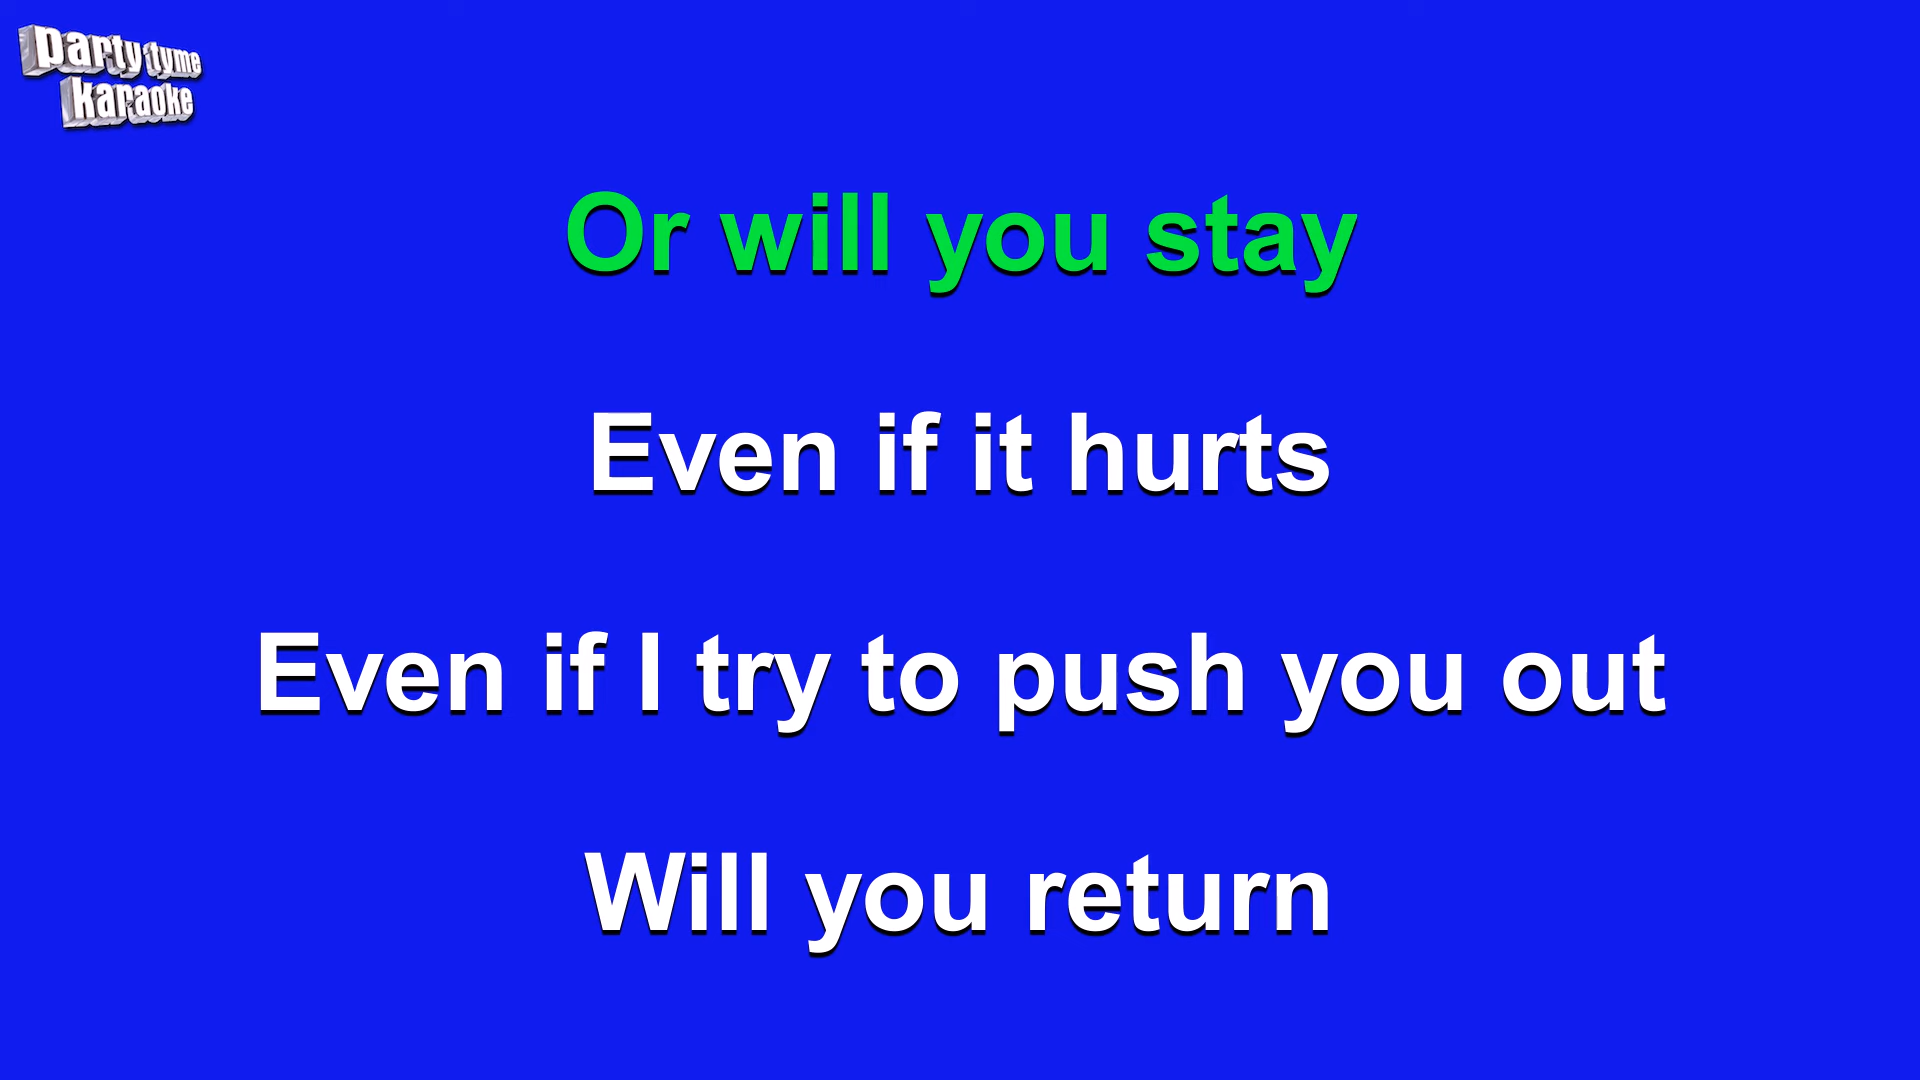 party tyme
karaoke
Or will you stay
Even if it hurts
Even if I try to push you out
Will you return